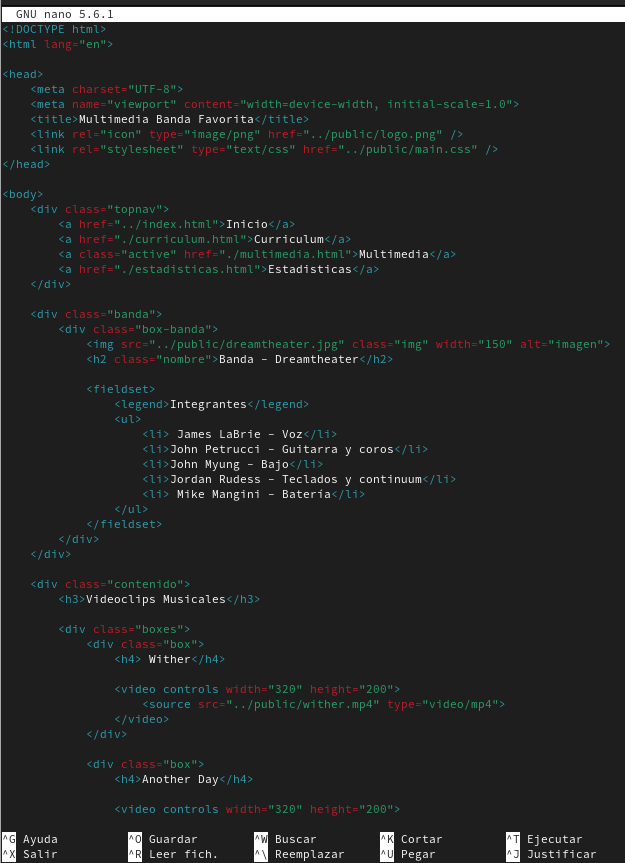 GNU nano 5.6.1
<!DOCTYPE html>
<html lang="en">
<head>
<meta charset="UTF-8">
<meta name="viewport" content="width=device-width, initial-scale=1.0">
<title>Multimedia Banda Favorita</title>
<link rel="icon" type="image/png" href="../public/logo.png" />
<link rel="stylesheet" type="text/css" href="../public/main.css" />
</head>
<body>
<div class="topnav">
<a href="../index.html">Inicio</a>
<a href="./curriculum.html">Curriculum</a>
<a class="active" href="./multimedia.html">Multimedia</a>
<a href="./estadisticas.html">Estadisticas</a>
</div>
<div class="banda">
<div class="box-banda">
<img src="../public/dreamtheater.jpg" class="img" width="150" alt="imagen">
<h2 class="nombre">Banda - Dreamtheater</h2>
<fieldset>
<legend>Integrantes</legend>
<ul>
<li> James LaBrie - Voz</li>
<li>John Petrucci - Guitarra y coros</li>
<li>John Myung - Bajo</li>
<li>Jordan Rudess - Teclados y continuum</li>
<li> Mike Mangini - Batería</li>
</ul>
</fieldset>
</div>
</div>
<div class="contenido">
<h3>Videoclips Musicales</h3>
<div class="boxes">
<div class="box">
<h4> Wither</h4>
<video controls width="320" height="200">
<source src="../public/wither.mp4" type="video/mp4">
</video>
</div>
<div class="box">
<h4>Another Day</h4>
<video controls width="320" height="200">
^G Ayuda ^O Guardar ^W Buscar ^K Cortar ^T Ejecutar
^X Salir ^R Leer fich. ^\ Reemplazar ^U Pegar ^J Justificar